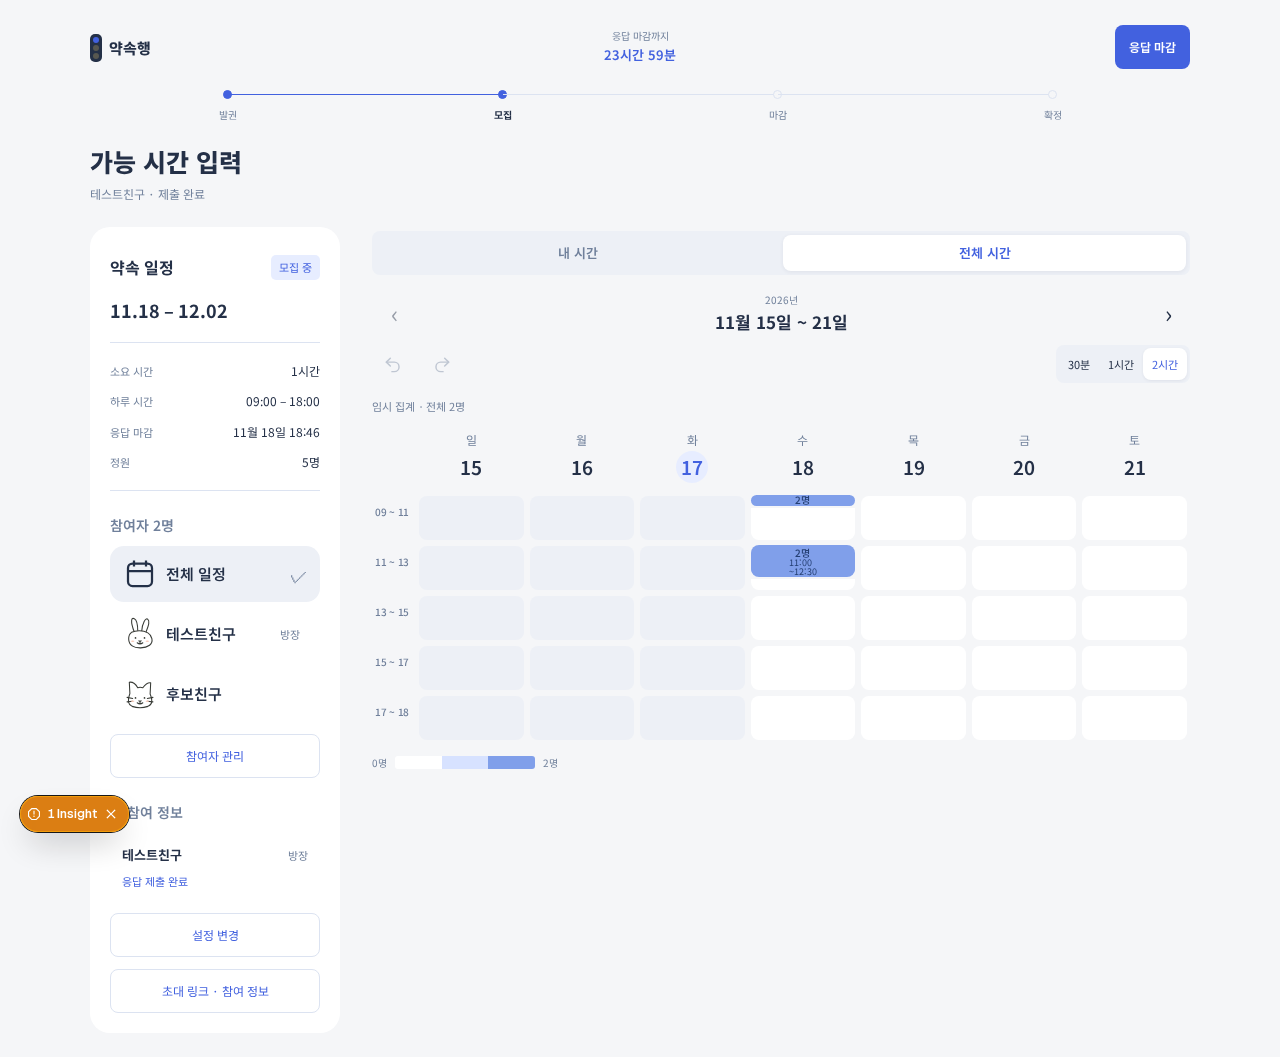 약속행
응답 마감까지
23시간 59분
응답 마감
발권
모집
마감
확정
가능 시간 입력
테스트친구 · 제출 완료
약속 일정
모집 중
11.18 – 12.02
소요 시간
1시간
하루 시간
09:00 – 18:00
응답 마감
11월 18일 18:46
정원
5명
참여자 2명
전체 일정
테스트친구
방장
후보친구
참여자 관리
1 Insight
참여 정보
테스트친구
방장
응답 제출 완료
설정 변경
초대 링크 · 참여 정보
내 시간
전체 시간
2026년
11월 15일 ~ 21일
30분
1시간
2시간
임시 집계 · 전체 2명
일 월 화 수 목 금 토
15 16 17 18 19 20 21
09 ~ 11
2명
11 ~ 13
2명
11:00
~12:30
13 ~ 15
15 ~ 17
17 ~ 18
0명
2명